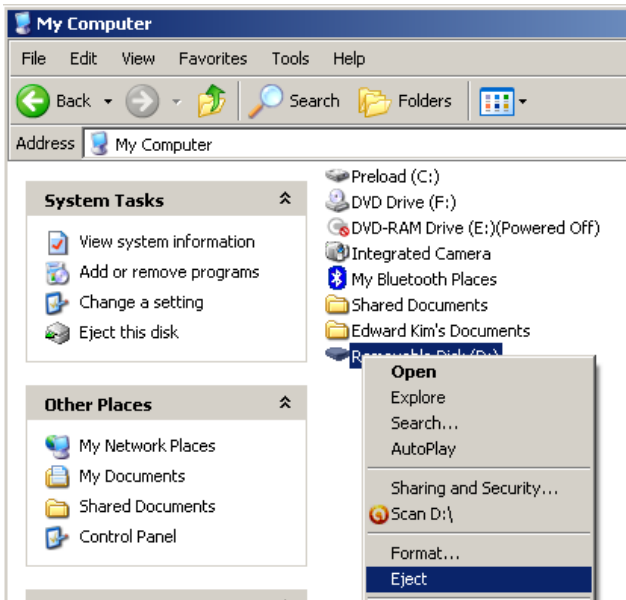 My Computer
File Edit View Favorites Tools Help
Back Search Folders
Address My Computer
System Tasks
View system information
Add or remove programs
Change a setting
Eject this disk
Other Places
My Network Places
My Documents
Shared Documents
Control Panel
Preload (C:)
DVD Drive (F:)
DVD-RAM Drive (E:)(Powered Off)
Integrated Camera
My Bluetooth Places
Shared Documents
Edward Kim's Documents
Removable Disk (D:)
Open
Explore
Search...
AutoPlay
Sharing and Security...
Scan D:\
Format...
Eject